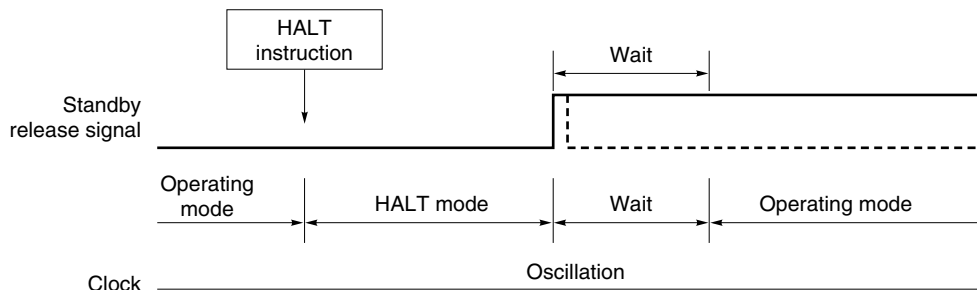 HALT
instruction
Wait
Standby
release signal
Operating
mode
HALT mode
Wait
Operating mode
Oscillation
Clock